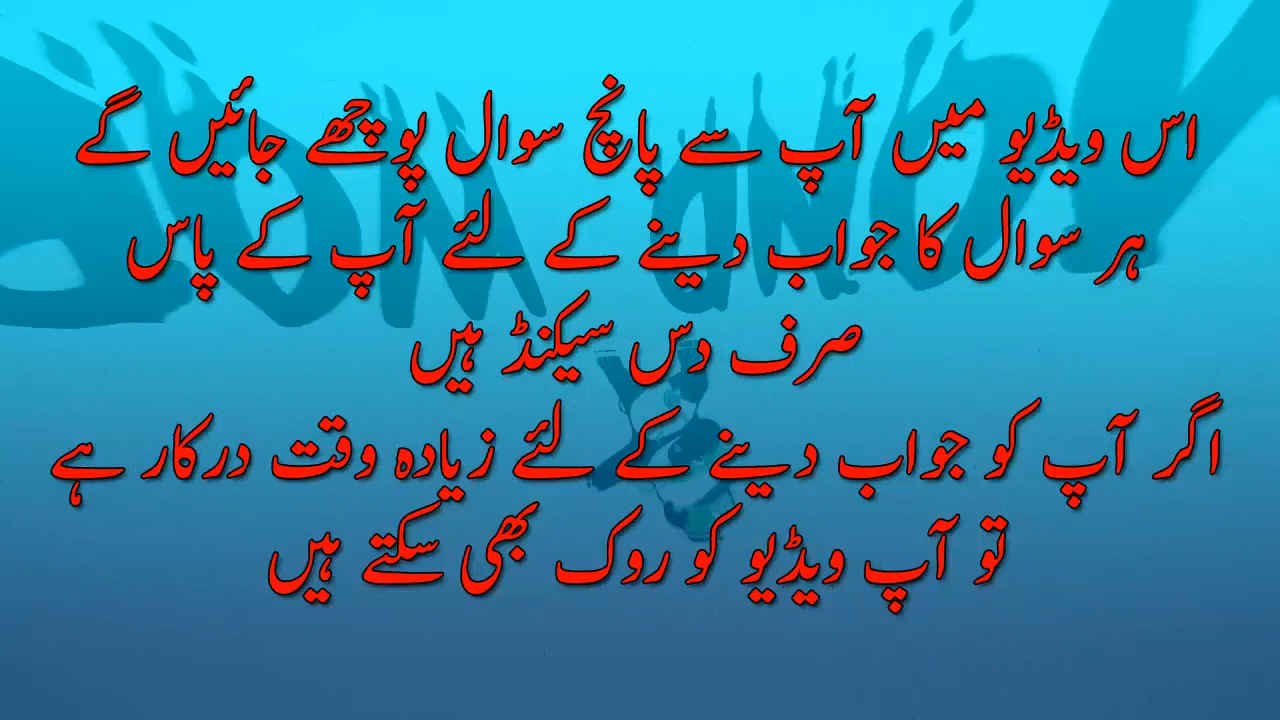 اس ویڈیو میں آپ سے پانچ سوال پوچھے جائیں گے
ہر سوال کا جواب دینے کے لئے آپ کے پاس
صرف دس سیکنڈ ہیں
اگر آپ کو جواب دینے کے لئے زیادہ وقت درکار ہے
تو آپ ویڈیو کو روک بھی سکتے ہیں